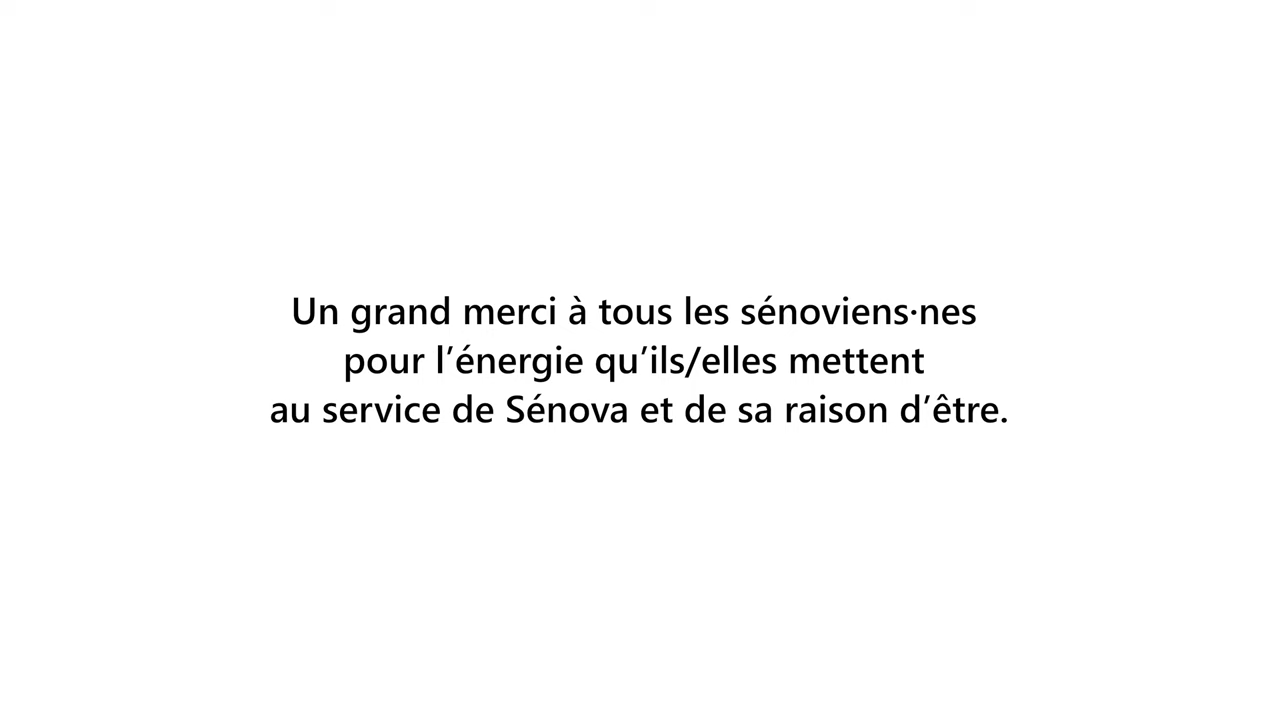 Un grand merci à tous les sénoviens·nes
pour l’énergie qu’ils/elles mettent
au service de Sénova et de sa raison d’être.